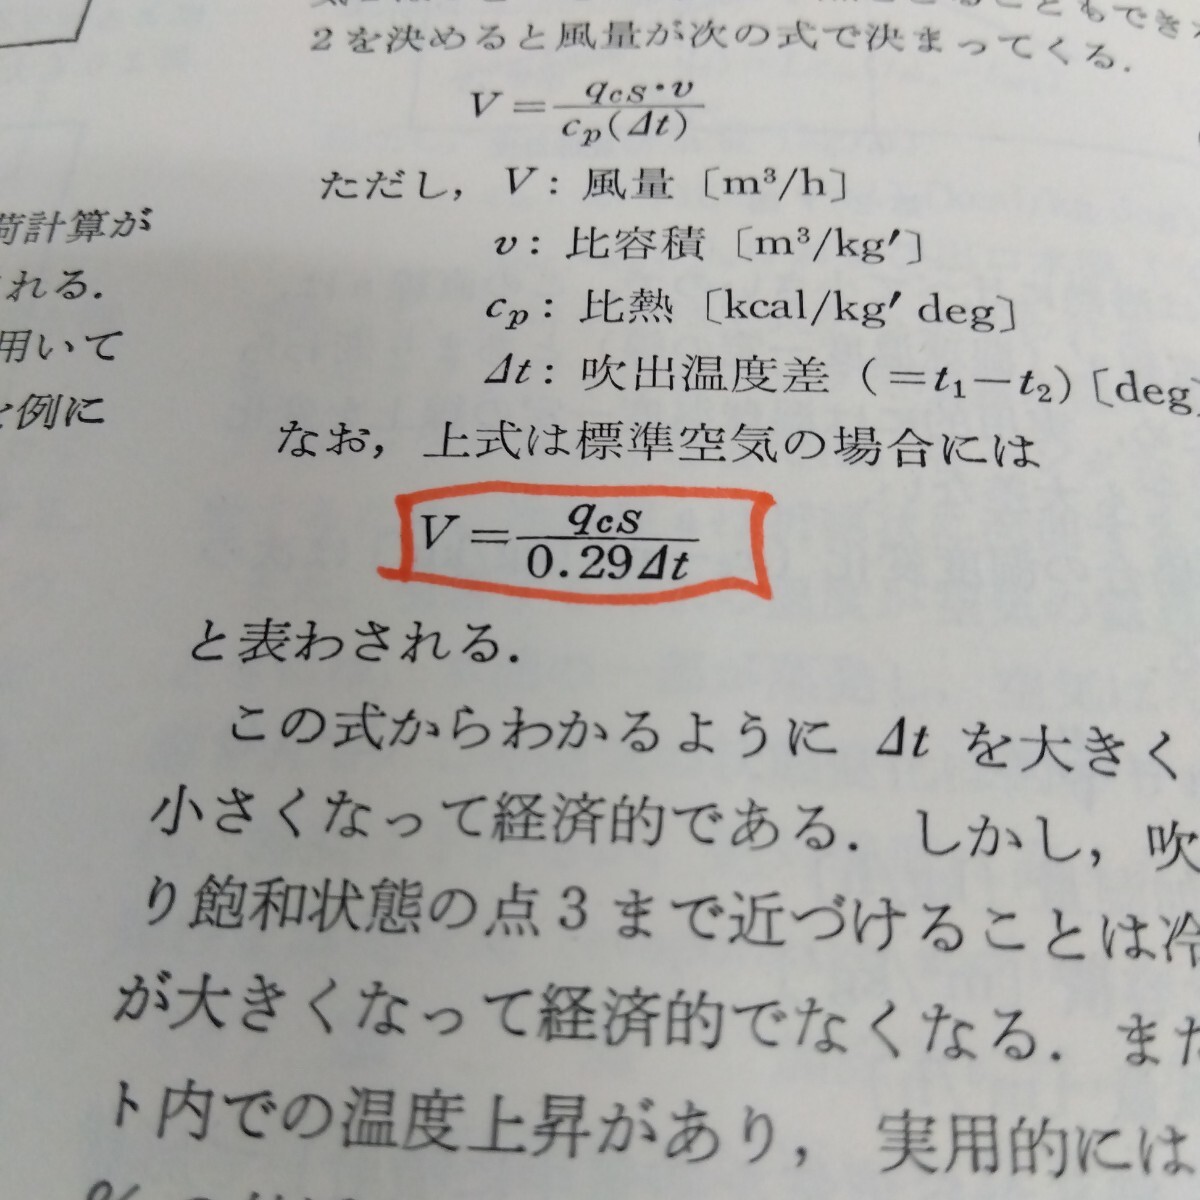 2を決めると風量が次の式で決まってくる.
V=qcs·v/cp(Δt)
ただし, V: 風量〔m³/h〕
v: 比容積〔m³/kg′〕
cp: 比熱〔kcal/kg′ deg〕
Δt: 吹出温度差 (=t₁−t₂)〔deg〕
なお, 上式は標準空気の場合には
V=qcs/0.29Δt
と表わされる.
この式からわかるように Δt を大きく
小さくなって経済的である. しかし, 吹
り飽和状態の点3まで近づけることは冷
が大きくなって経済的でなくなる. また
ト内での温度上昇があり, 実用的には
荷計算が
れる.
用いて
例に